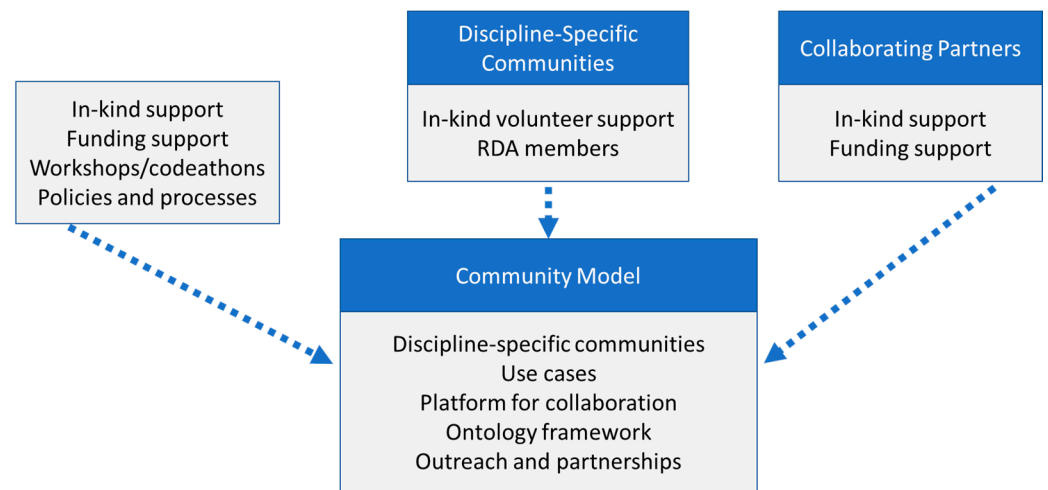 In-kind support
Funding support
Workshops/codeathons
Policies and processes
Discipline-Specific
Communities
In-kind volunteer support
RDA members
Collaborating Partners
In-kind support
Funding support
Community Model
Discipline-specific communities
Use cases
Platform for collaboration
Ontology framework
Outreach and partnerships